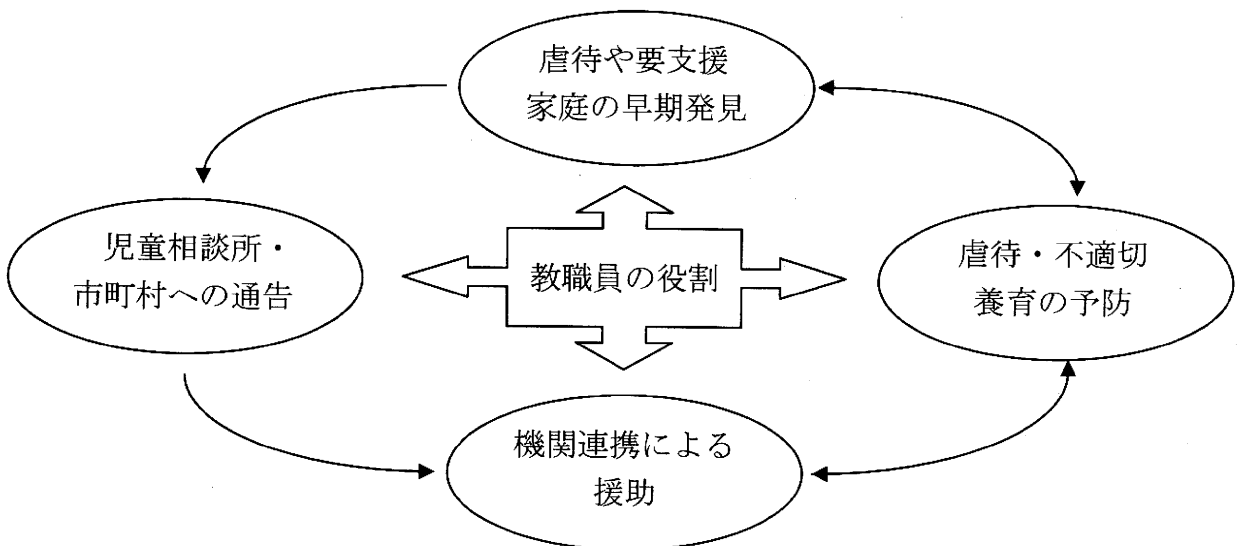 虐待や要支援
家庭の早期発見
児童相談所・
市町村への通告
教職員の役割
虐待・不適切
養育の予防
機関連携による
援助